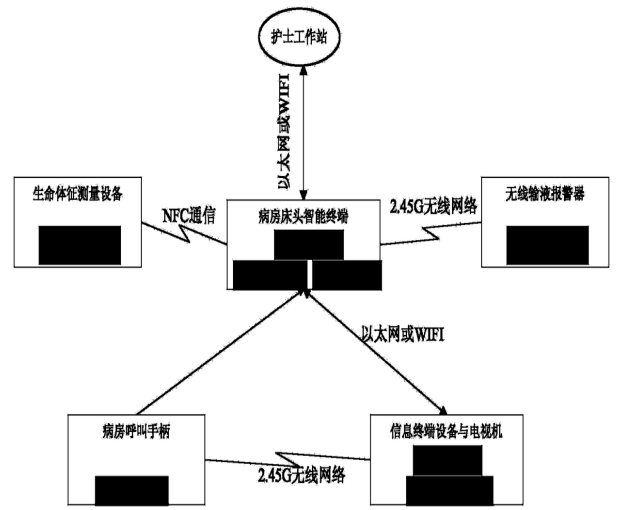 护士工作站
以太网或WIFI
生命体征测量设备
NFC通信
病房床头智能终端
2.45G无线网络
无线输液报警器
以太网或WIFI
病房呼叫手柄
2.45G无线网络
信息终端设备与电视机